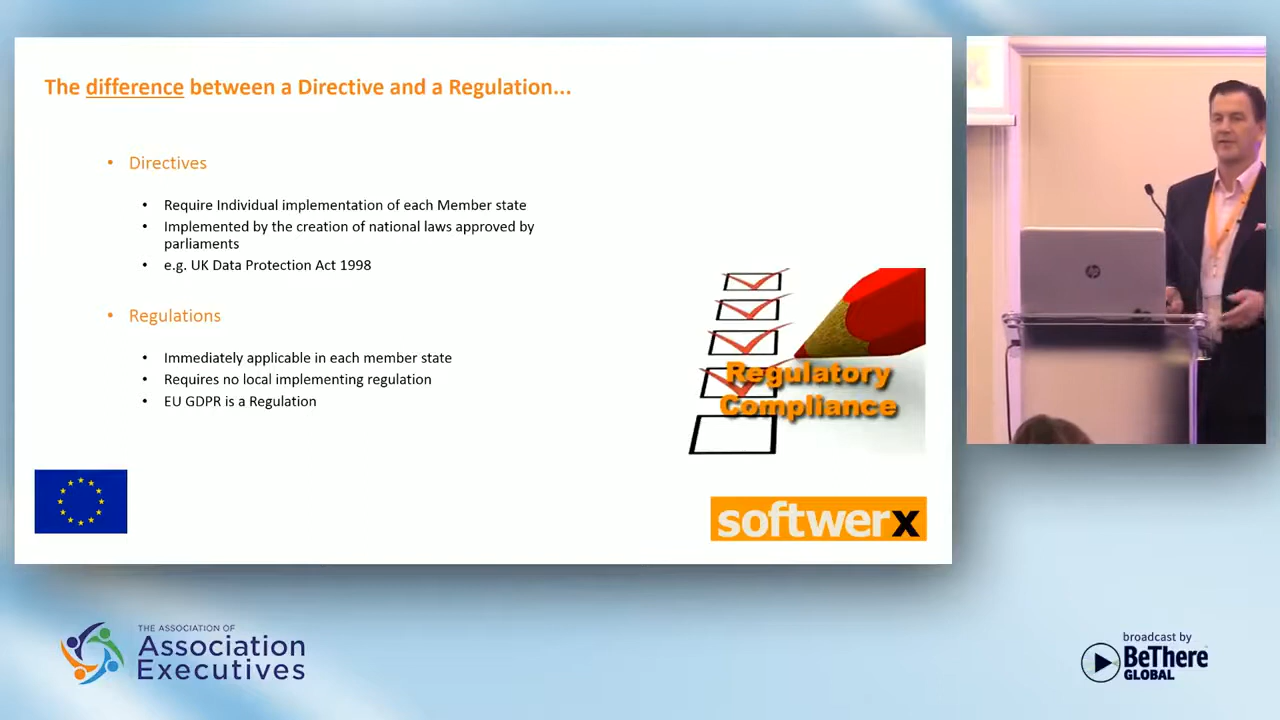 The difference between a Directive and a Regulation...
• Directives
• Require Individual implementation of each Member state
• Implemented by the creation of national laws approved by
parliaments
• e.g. UK Data Protection Act 1998
• Regulations
• Immediately applicable in each member state
• Requires no local implementing regulation
• EU GDPR is a Regulation
Regulatory
Compliance
softwerx
hp
THE ASSOCIATION OF
Association
Executives
broadcast by
BeThere
GLOBAL